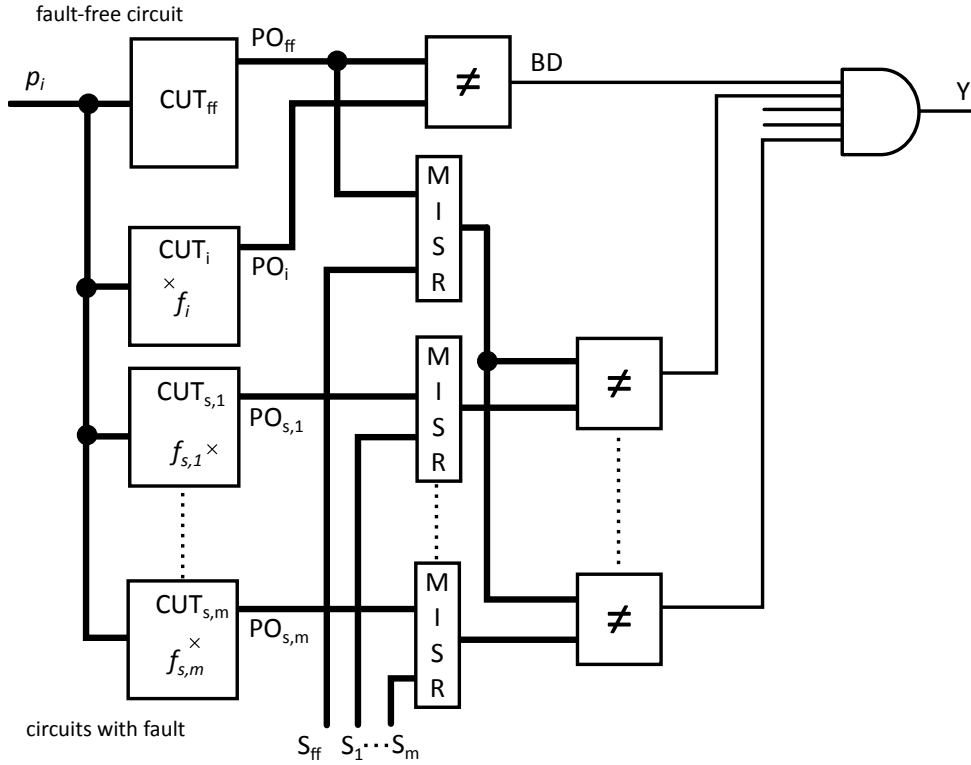 fault-free circuit
p_i
CUT_ff
PO_ff
≠
BD
Y
M
I
S
R
CUT_i
× f_i
PO_i
M
I
S
R
≠
CUT_s,1
f_s,1 ×
PO_s,1
M
I
S
R
≠
CUT_s,m
×
f_s,m
PO_s,m
circuits with fault
S_ff S_1 ··· S_m